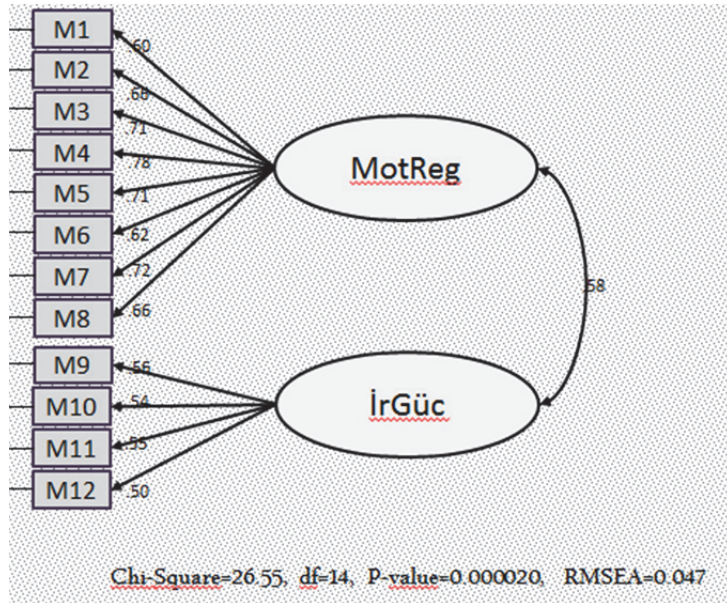 M1
.60
M2
.68
M3
.71
M4
.78
M5
.71
M6
.62
M7
.72
M8
.66
MotReg
.58
M9
.56
M10
.54
M11
.55
M12
.50
İrGüc
Chi-Square=26.55, df=14, P-value=0.000020, RMSEA=0.047